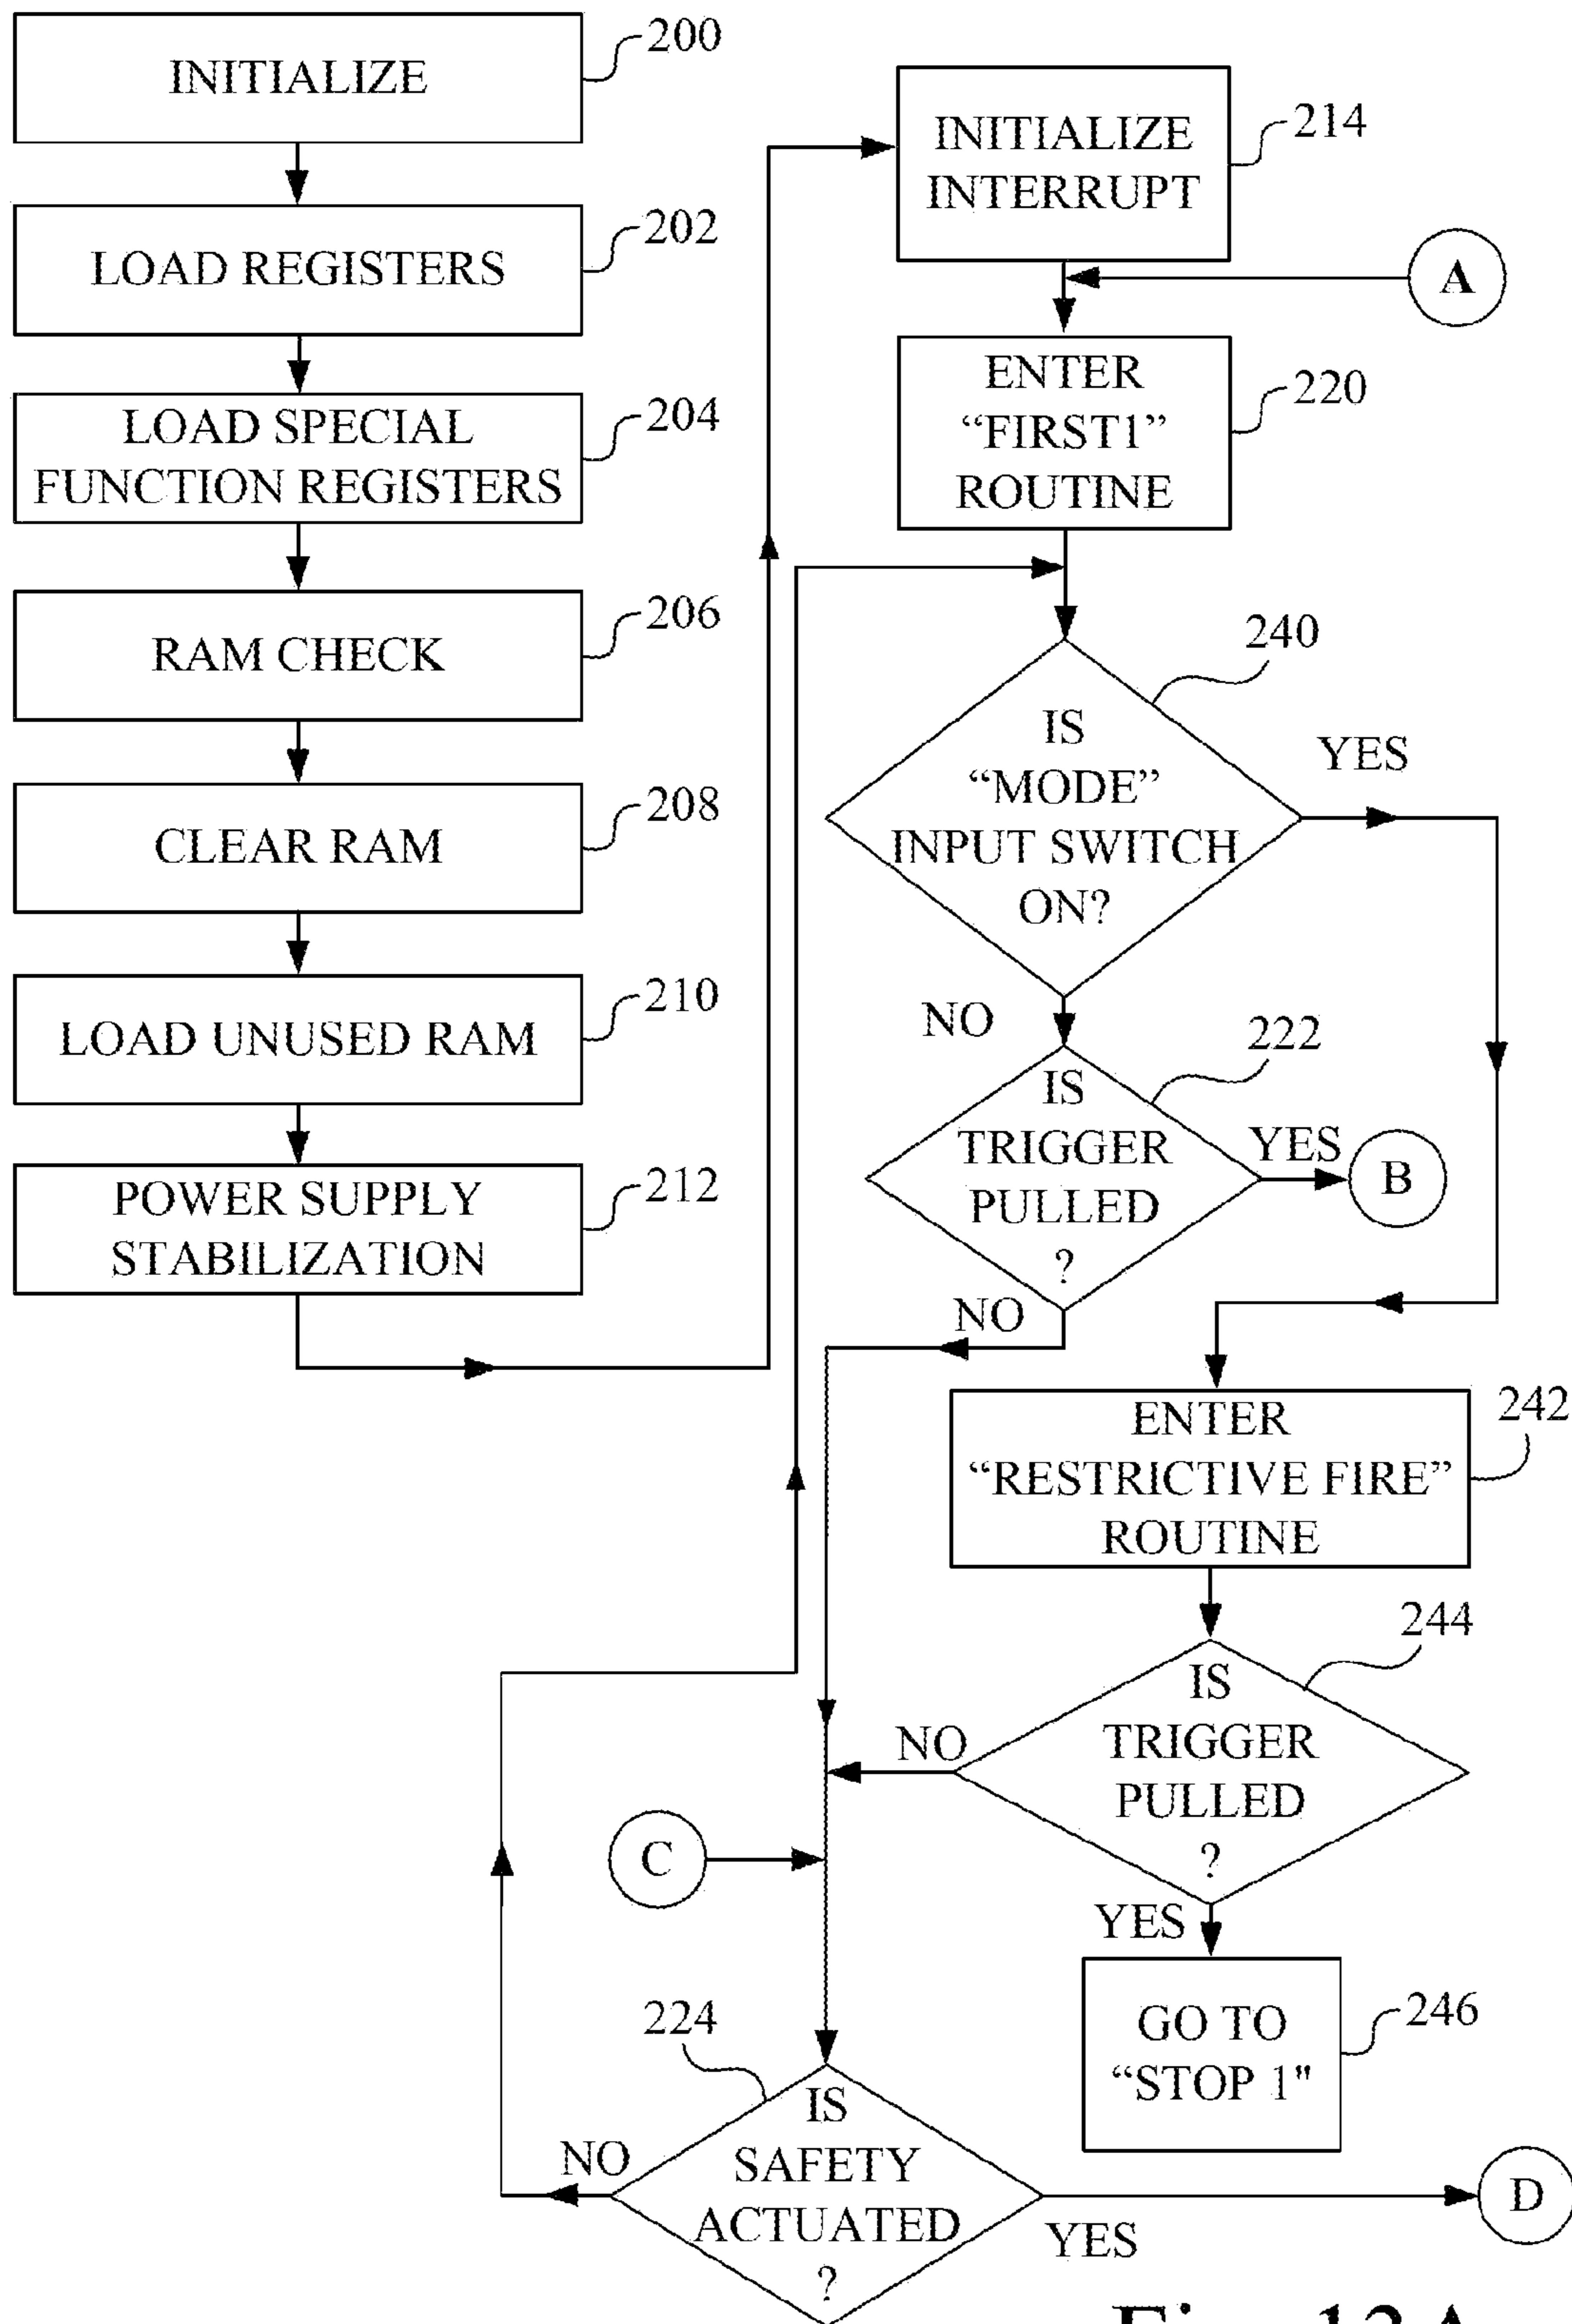 INITIALIZE
200
LOAD REGISTERS
202
LOAD SPECIAL
FUNCTION REGISTERS
204
RAM CHECK
206
CLEAR RAM
208
LOAD UNUSED RAM
210
POWER SUPPLY
STABILIZATION
212
INITIALIZE
INTERRUPT
214
A
ENTER
“FIRST1”
ROUTINE
220
IS
“MODE”
INPUT SWITCH
ON?
240
YES
NO
IS
TRIGGER
PULLED
?
222
YES
B
NO
ENTER
“RESTRICTIVE FIRE”
ROUTINE
242
IS
TRIGGER
PULLED
?
244
NO
C
YES
GO TO
“STOP 1"
246
IS
SAFETY
ACTUATED
?
224
NO
YES
D